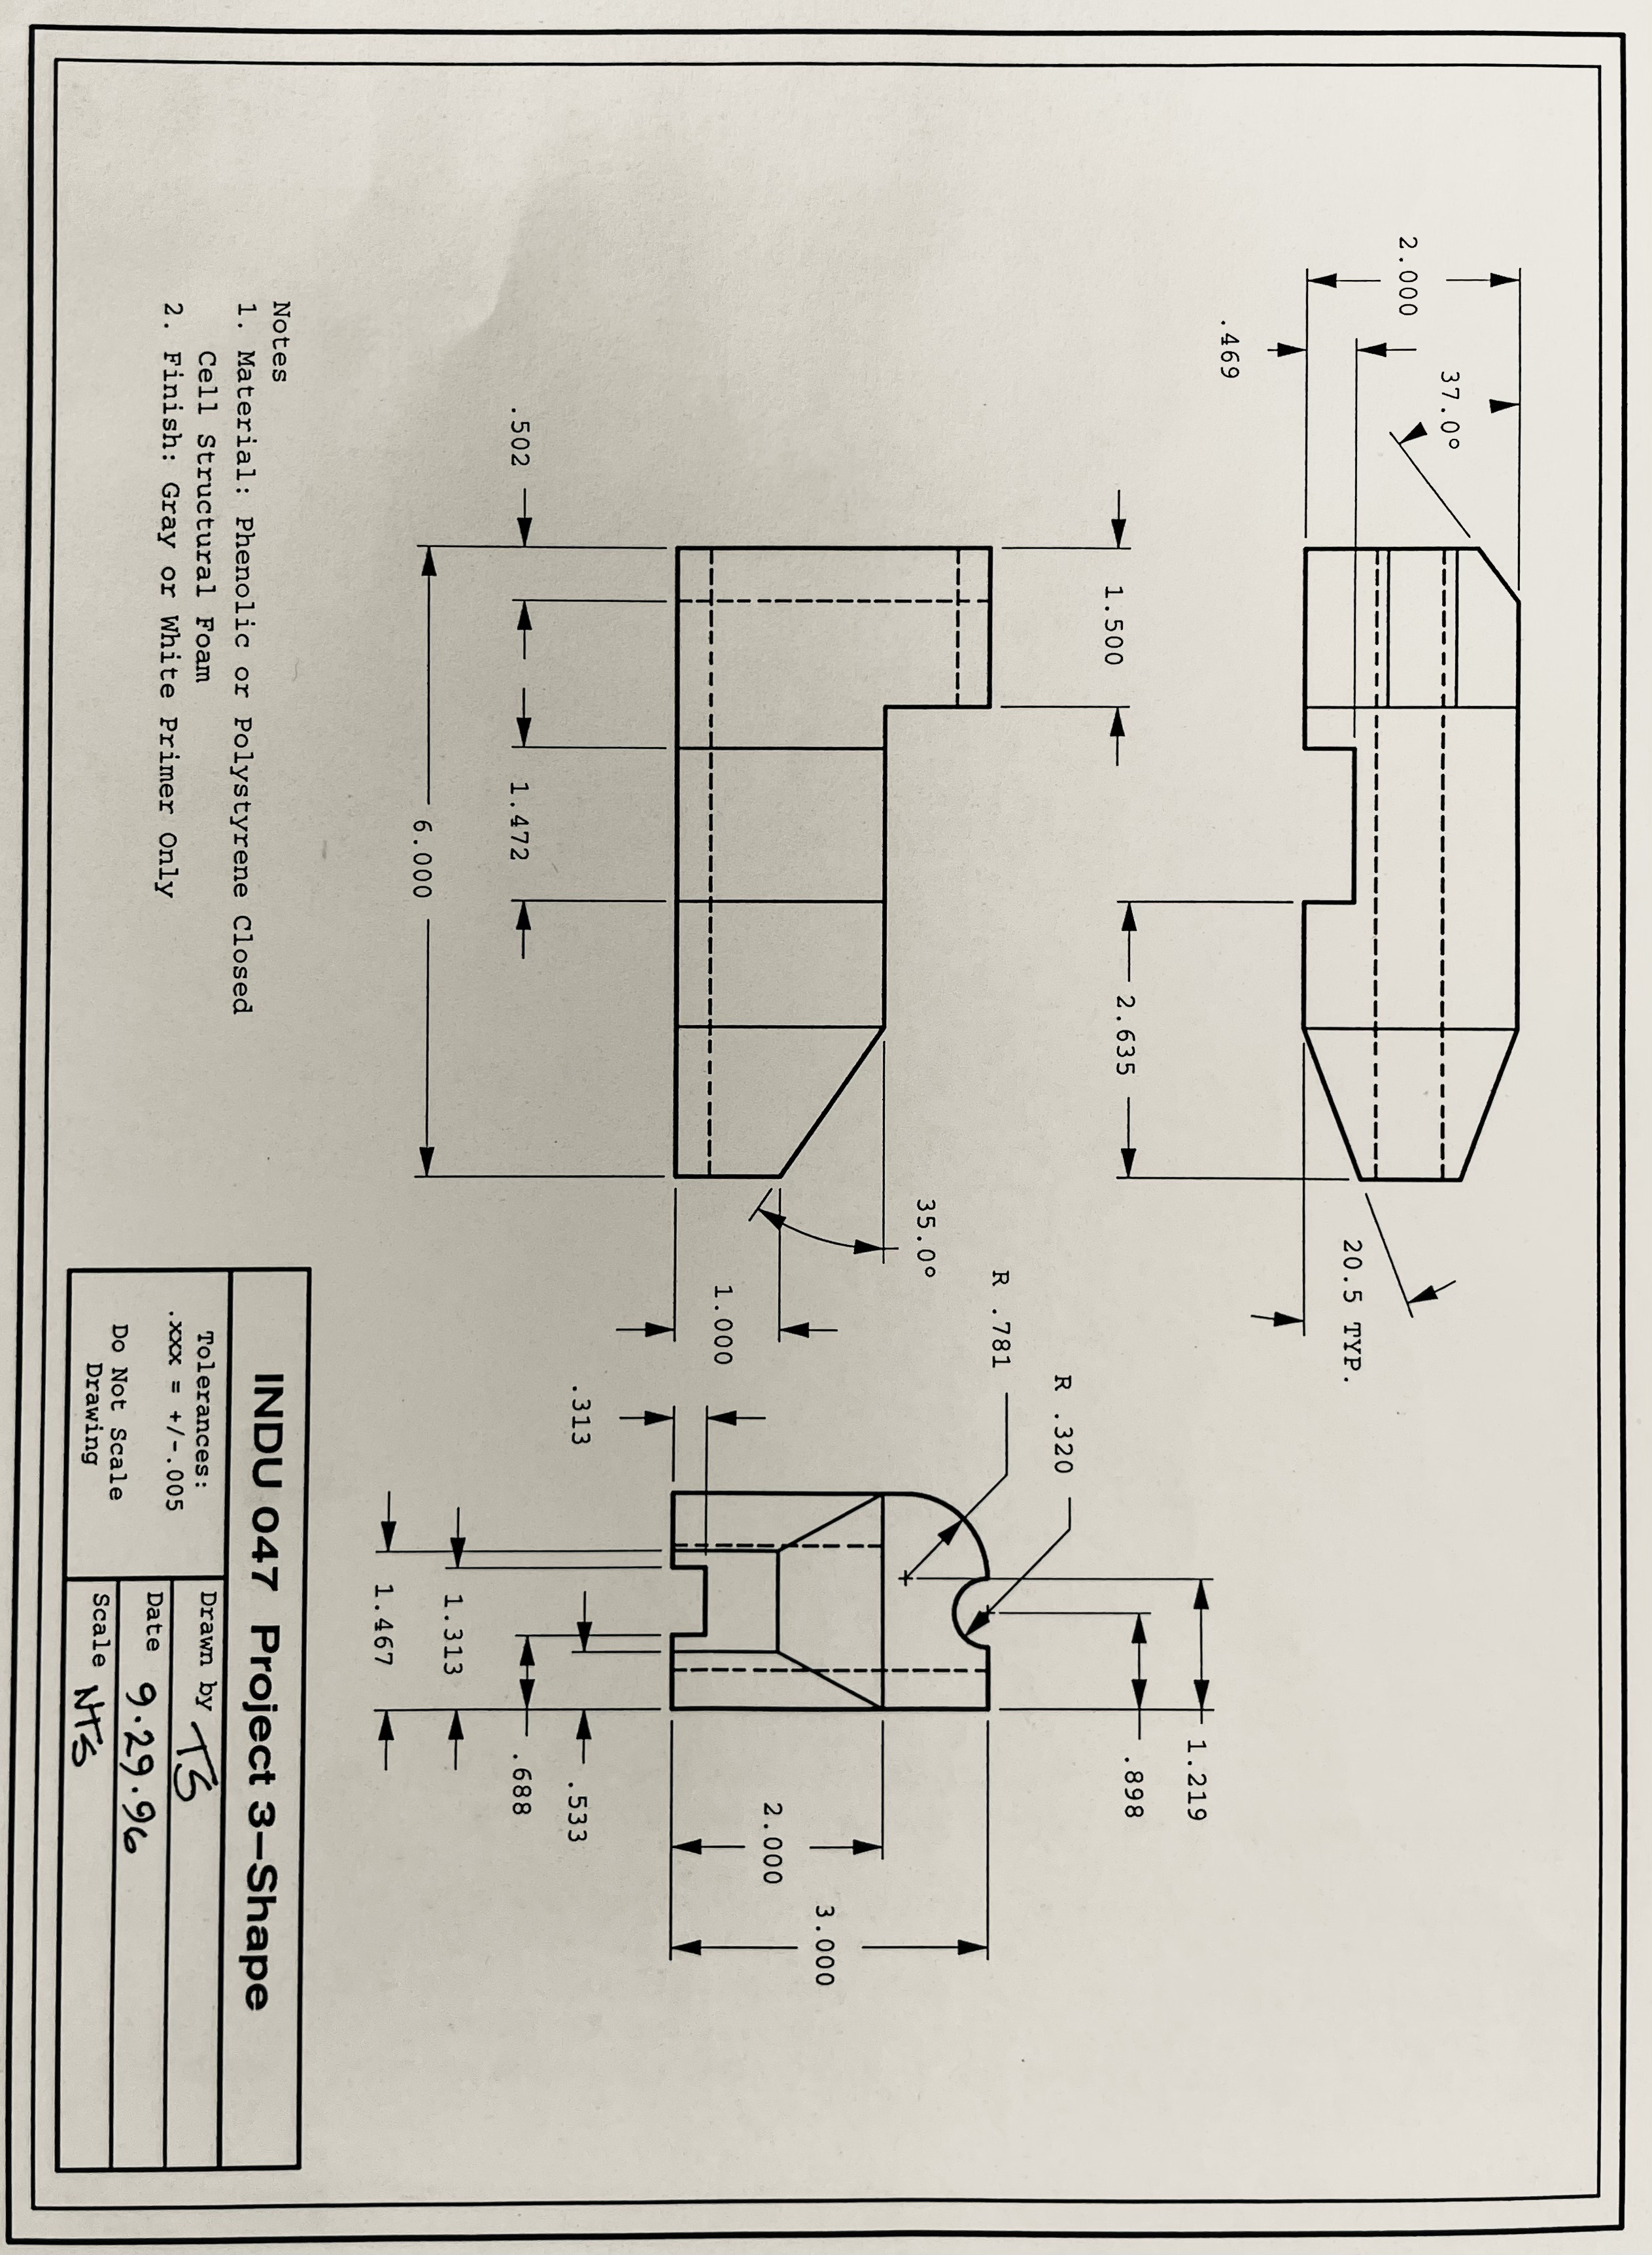 2.000
37.0°
.469
1.500
2.635
20.5 TYP.
.502
1.472
6.000
35.0°
1.000
R .781
R .320
.313
1.219
.898
2.000
3.000
.533
.688
1.313
1.467
Notes
1. Material: Phenolic or Polystyrene Closed
Cell Structural Foam
2. Finish: Gray or White Primer Only
INDU 047 Project 3–Shape
Tolerances:
.xxx = +/-.005
Do Not Scale
Drawing
Drawn by TS
Date 9.29.96
Scale NTS